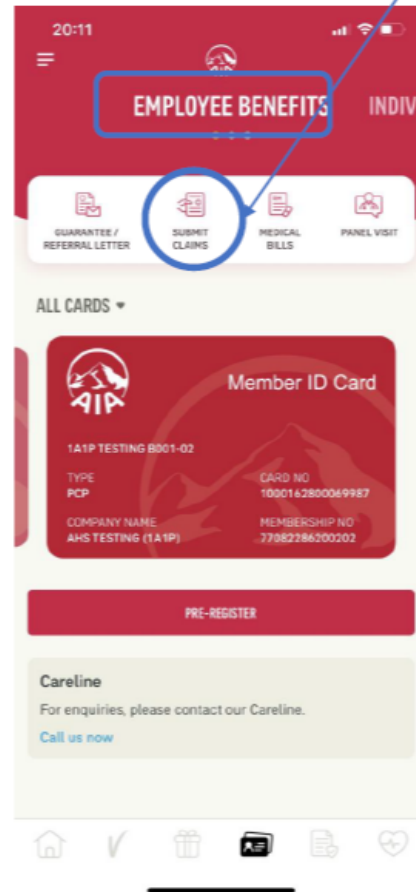 20:11
AIA
EMPLOYEE BENEFITS INDIV
GUARANTEE / REFERRAL LETTER
SUBMIT CLAIMS
MEDICAL BILLS
PANEL VISIT
ALL CARDS
AIA
Member ID Card
1A1P TESTING B001-02
TYPE CARD NO
PCP 1000162800069987
COMPANY NAME MEMBERSHIP NO
AHS TESTING (1A1P) 77082286200202
PRE-REGISTER
Careline
For enquiries, please contact our Careline.
Call us now